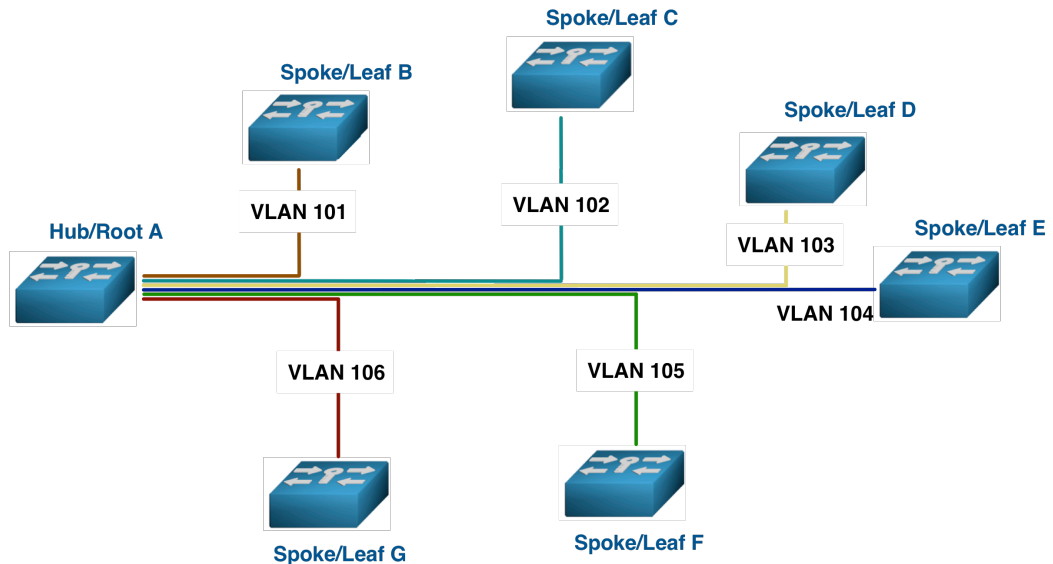 Spoke/Leaf C
Spoke/Leaf B
Spoke/Leaf D
VLAN 101
VLAN 102
Hub/Root A
VLAN 103
Spoke/Leaf E
VLAN 104
VLAN 106
VLAN 105
Spoke/Leaf G
Spoke/Leaf F